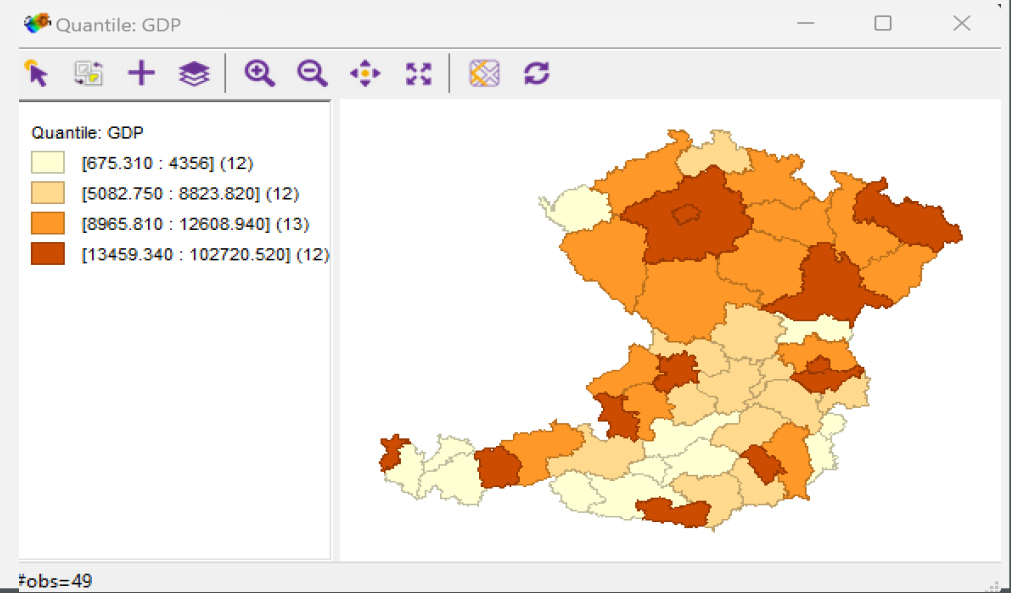 Quantile: GDP
Quantile: GDP
[675.310 : 4356] (12)
[5082.750 : 8823.820] (12)
[8965.810 : 12608.940] (13)
[13459.340 : 102720.520] (12)
#obs=49